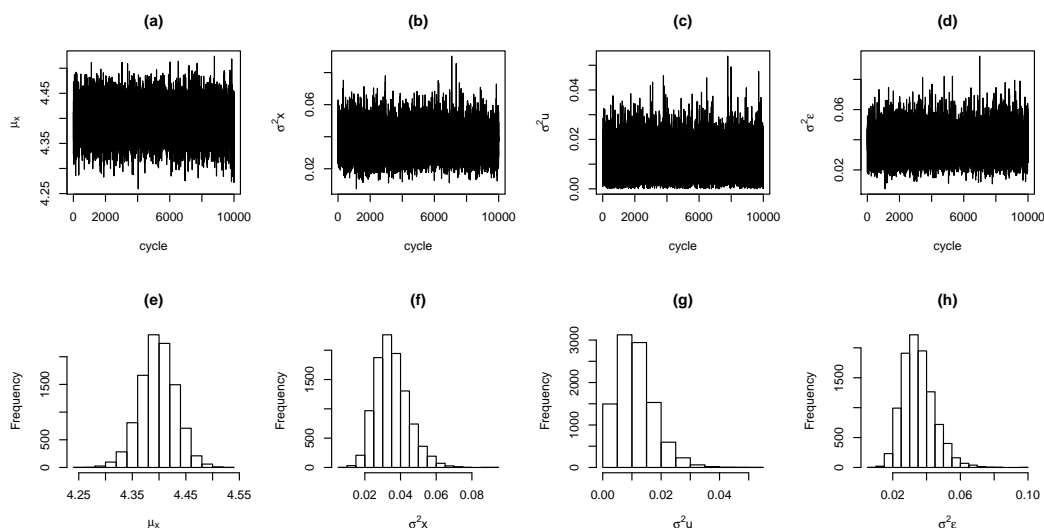 (a)
μx
4.25 4.35 4.45
0 2000 6000 10000
cycle
(b)
σ²x
0.02 0.06
0 2000 6000 10000
cycle
(c)
σ²u
0.00 0.02 0.04
0 2000 6000 10000
cycle
(d)
σ²ε
0.02 0.06
0 2000 6000 10000
cycle
(e)
Frequency
0 500 1500
4.25 4.35 4.45 4.55
μx
(f)
Frequency
0 500 1500
0.02 0.04 0.06 0.08
σ²x
(g)
Frequency
0 1000 2000 3000
0.00 0.02 0.04
σ²u
(h)
Frequency
0 500 1500
0.02 0.06 0.10
σ²ε